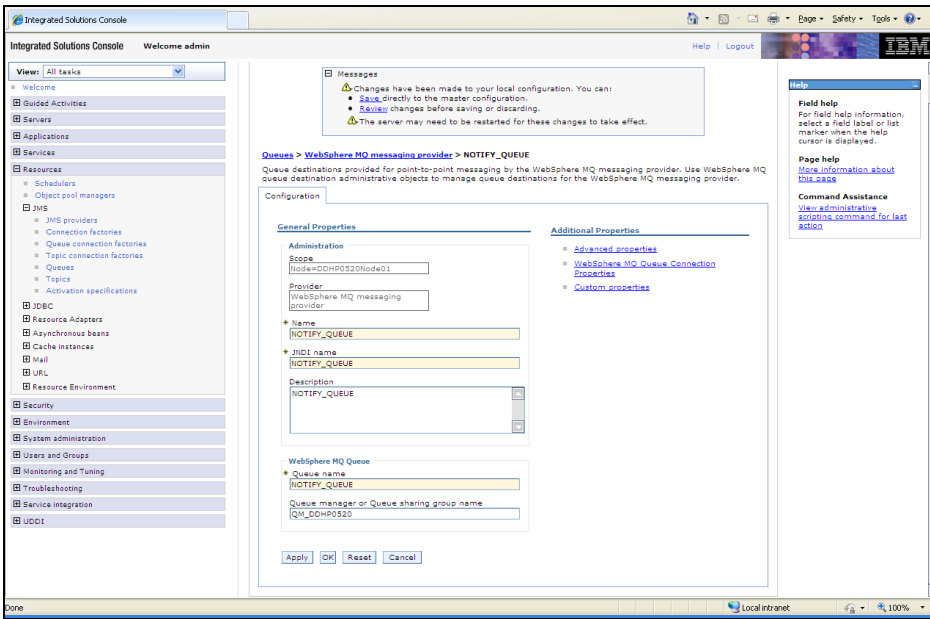 Integrated Solutions Console
Page
Safety
Tools
Integrated Solutions Console Welcome admin
Help | Logout
IBM
View: All tasks
Welcome
Guided Activities
Servers
Applications
Services
Resources
Schedulers
Object pool managers
JMS
JMS providers
Connection factories
Queue connection factories
Topic connection factories
Queues
Topics
Activation specifications
JDBC
Resource Adapters
Asynchronous beans
Cache instances
Mail
URL
Resource Environment
Security
Environment
System administration
Users and Groups
Monitoring and Tuning
Troubleshooting
Service integration
UDDI
Messages
Changes have been made to your local configuration. You can:
Save directly to the master configuration.
Review changes before saving or discarding.
The server may need to be restarted for these changes to take effect.
Queues > WebSphere MQ messaging provider > NOTIFY_QUEUE
Queue destinations provided for point-to-point messaging by the WebSphere MQ messaging provider. Use WebSphere MQ
queue destination administrative objects to manage queue destinations for the WebSphere MQ messaging provider.
Configuration
General Properties
Administration
Scope
Node=DDHP0520Node01
Provider
WebSphere MQ messaging
provider
* Name
NOTIFY_QUEUE
* JNDI name
NOTIFY_QUEUE
Description
NOTIFY_QUEUE
WebSphere MQ Queue
* Queue name
NOTIFY_QUEUE
Queue manager or Queue sharing group name
QM_DDHP0520
Apply OK Reset Cancel
Additional Properties
Advanced properties
WebSphere MQ Queue Connection
Properties
Custom properties
Help
Field help
For field help information,
select a field label or list
marker when the help
cursor is displayed.
Page help
More information about
this page
Command Assistance
View administrative
scripting command for last
action
Done
Local intranet
100%